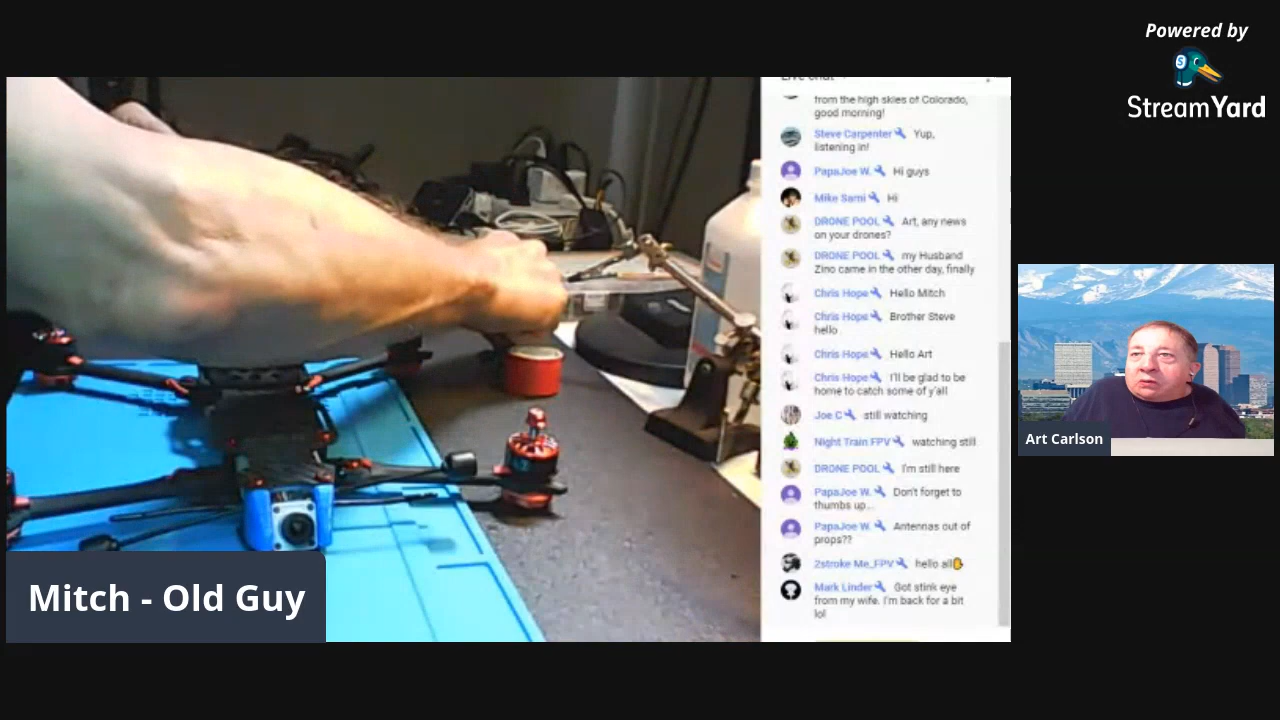 Powered by
StreamYard
Live chat
from the high skies of Colorado,
good morning!
Steve Carpenter Yup,
listening in!
PapaJoe W. Hi guys
Mike Sarni Hi
DRONE POOL Art, any news
on your drones?
DRONE POOL my Husband
Zino came in the other day, finally
Chris Hope Hello Mitch
Chris Hope Brother Steve
hello
Chris Hope Hello Art
Chris Hope I'll be glad to be
home to catch some of y'all
Joe C still watching
Night Train FPV watching still
DRONE POOL I'm still here
PapaJoe W. Don't forget to
thumbs up...
PapaJoe W. Antennas out of
props??
2stroke Me_FPV hello all
Mark Linder Got stink eye
from my wife. I'm back for a bit
lol
Art Carlson
Mitch - Old Guy